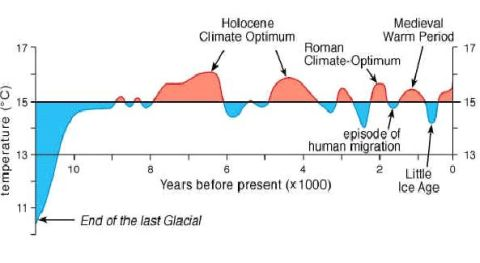 Holocene
Climate Optimum
Medieval
Warm Period
Roman
Climate-Optimum
17
17
15
15
13
13
11
temperature (°C)
episode of
human migration
10
8
6
4
2
0
Years before present (x 1000)
Little
Ice Age
End of the last Glacial